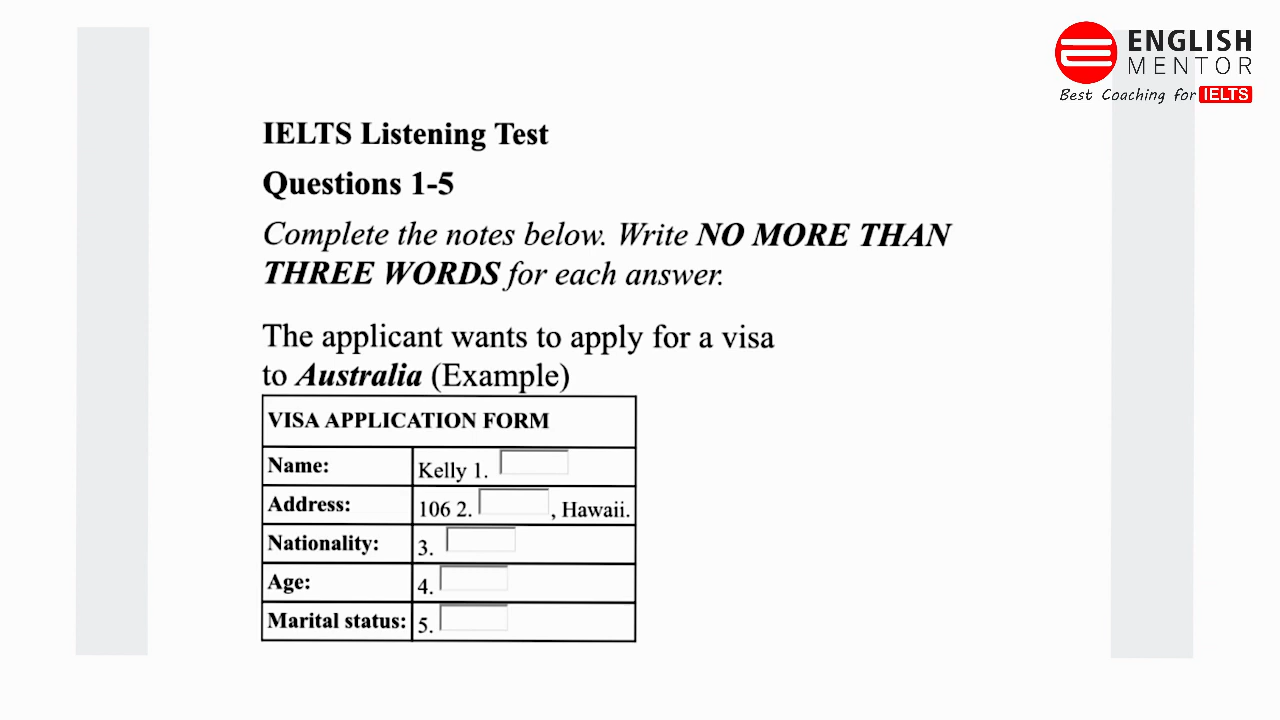 ENGLISH
MENTOR
Best Coaching for IELTS
IELTS Listening Test
Questions 1-5
Complete the notes below. Write NO MORE THAN
THREE WORDS for each answer.
The applicant wants to apply for a visa
to Australia (Example)
VISA APPLICATION FORM
Name: Kelly 1.
Address: 106 2. , Hawaii.
Nationality: 3.
Age: 4.
Marital status: 5.